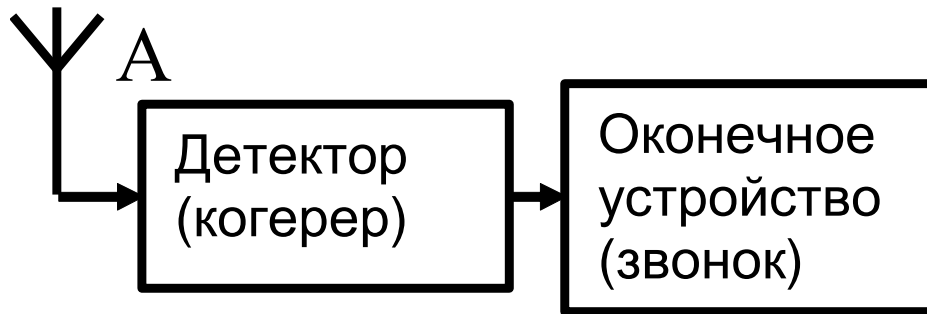 А
Детектор
(когерер)
Оконечное
устройство
(звонок)